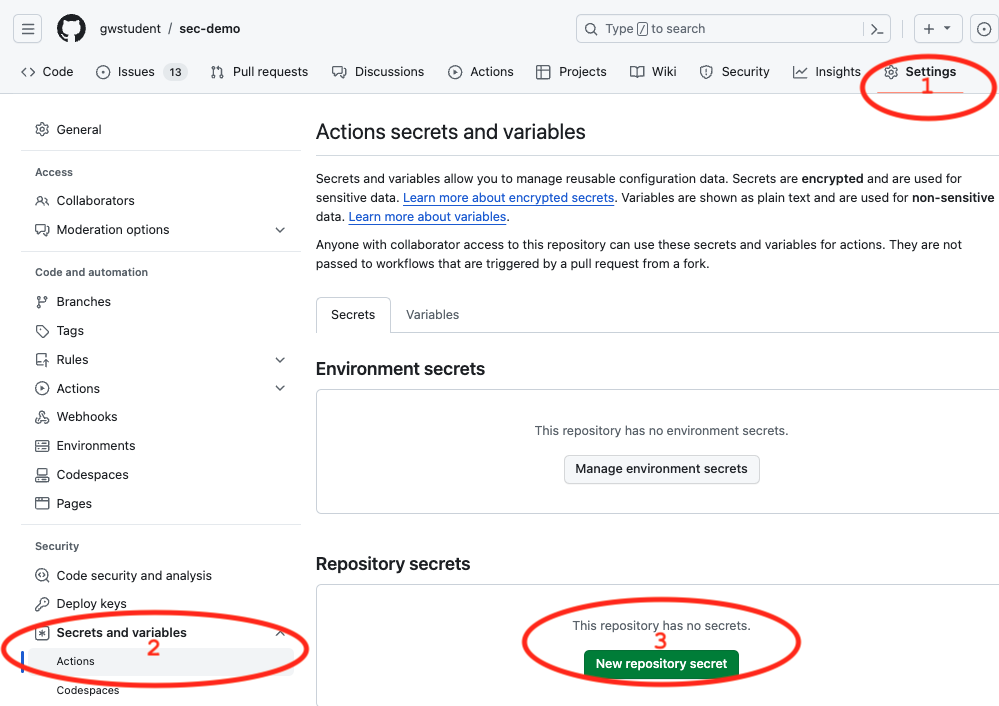 gwstudent / sec-demo
Type / to search
Code Issues 13 Pull requests Discussions Actions Projects Wiki Security Insights Settings
1
General
Access
Collaborators
Moderation options
Code and automation
Branches
Tags
Rules
Actions
Webhooks
Environments
Codespaces
Pages
Security
Code security and analysis
Deploy keys
Secrets and variables
2
Actions
Codespaces
Actions secrets and variables
Secrets and variables allow you to manage reusable configuration data. Secrets are encrypted and are used for
sensitive data. Learn more about encrypted secrets. Variables are shown as plain text and are used for non-sensitive
data. Learn more about variables.
Anyone with collaborator access to this repository can use these secrets and variables for actions. They are not
passed to workflows that are triggered by a pull request from a fork.
Secrets Variables
Environment secrets
This repository has no environment secrets.
Manage environment secrets
Repository secrets
This repository has no secrets.
3
New repository secret